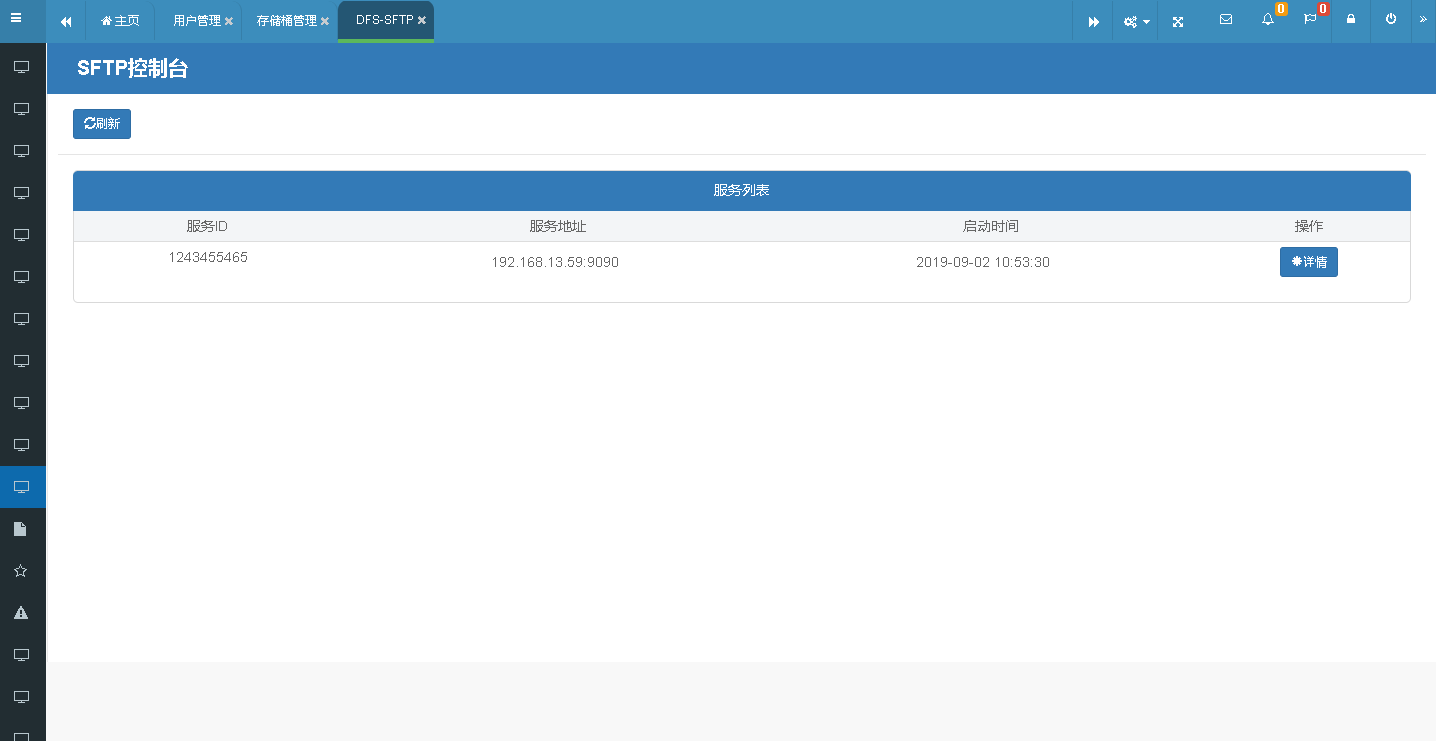 主页 用户管理 存储桶管理 DFS-SFTP 0 0
SFTP控制台
刷新
服务列表
服务ID 服务地址 启动时间 操作
1243455465 192.168.13.59:9090 2019-09-02 10:53:30 详情